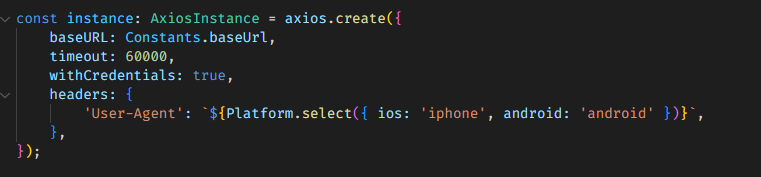 const instance: AxiosInstance = axios.create({
    baseURL: Constants.baseUrl,
    timeout: 60000,
    withCredentials: true,
    headers: {
        'User-Agent': `${Platform.select({ ios: 'iphone', android: 'android' })}`,
    },
});